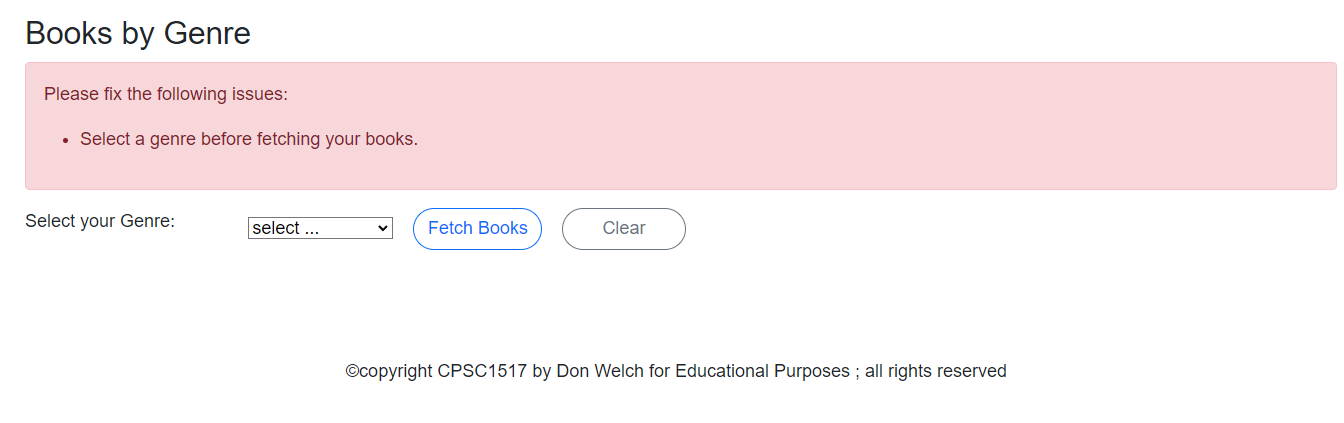 Books by Genre
Please fix the following issues:
• Select a genre before fetching your books.
Select your Genre: select ... Fetch Books Clear
©copyright CPSC1517 by Don Welch for Educational Purposes ; all rights reserved